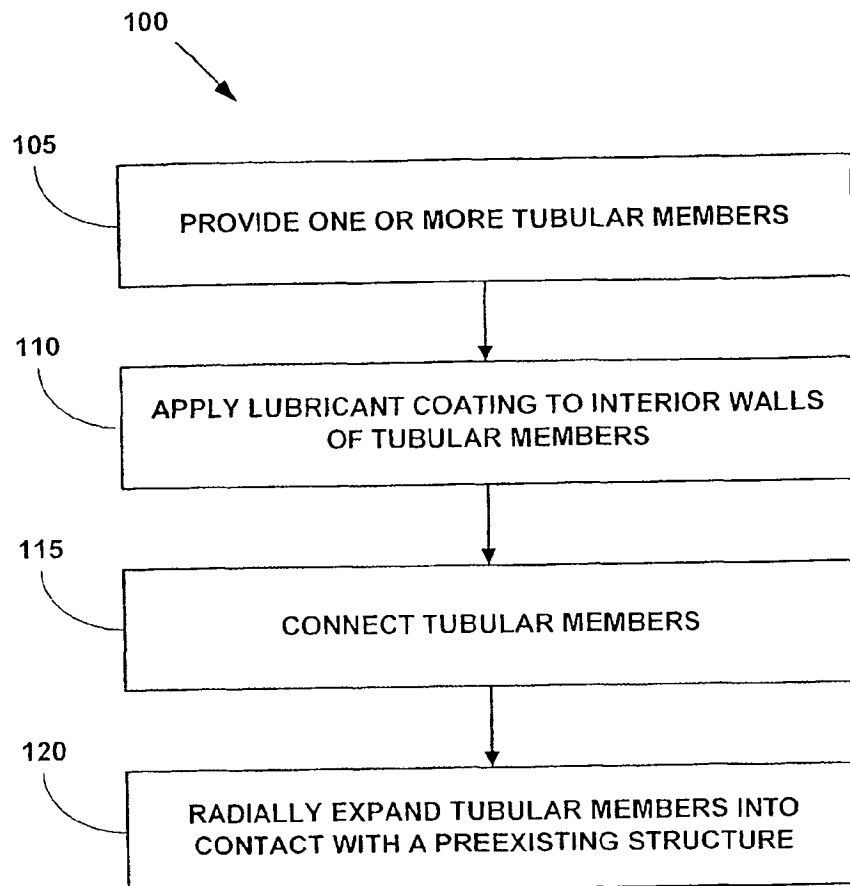 100
105
PROVIDE ONE OR MORE TUBULAR MEMBERS
110
APPLY LUBRICANT COATING TO INTERIOR WALLS
OF TUBULAR MEMBERS
115
CONNECT TUBULAR MEMBERS
120
RADIALLY EXPAND TUBULAR MEMBERS INTO
CONTACT WITH A PREEXISTING STRUCTURE